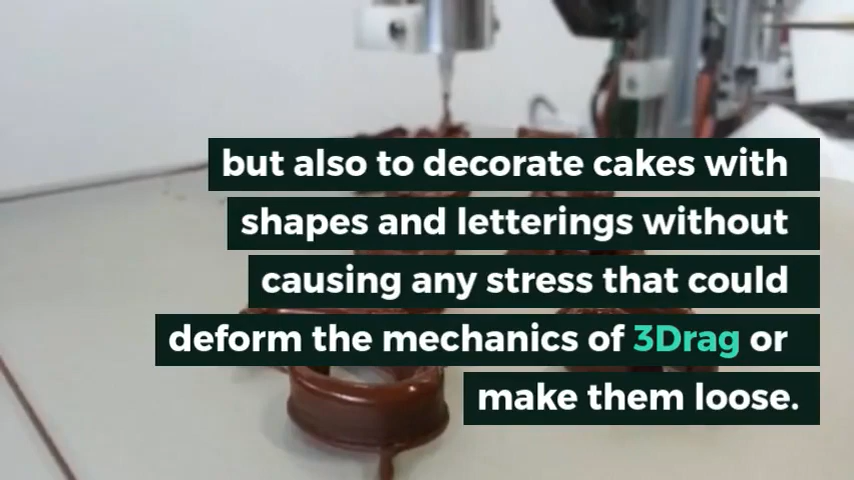 but also to decorate cakes with
shapes and letterings without
causing any stress that could
deform the mechanics of 3Drag or
make them loose.